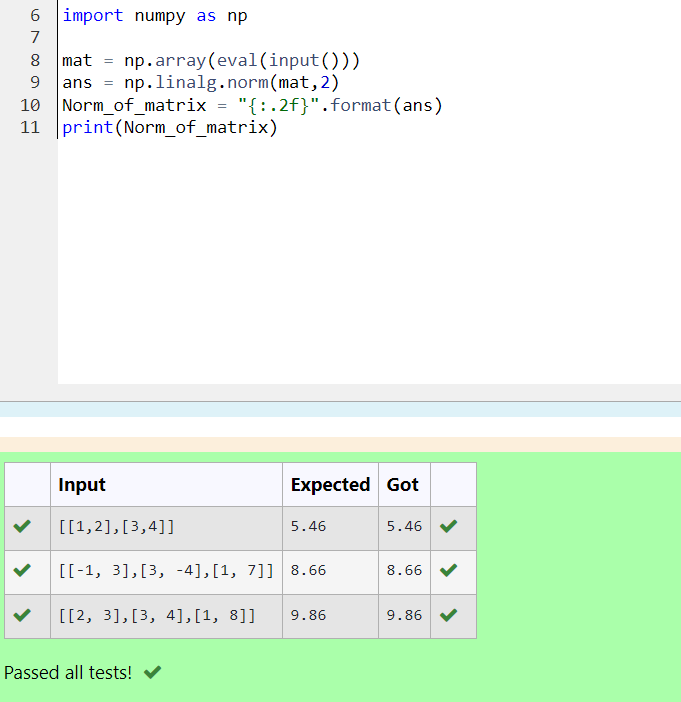 6 import numpy as np
7
8 mat = np.array(eval(input()))
9 ans = np.linalg.norm(mat,2)
10 Norm_of_matrix = "{:.2f}".format(ans)
11 print(Norm_of_matrix)
Input Expected Got
[[1,2],[3,4]] 5.46 5.46
[[-1, 3],[3, -4],[1, 7]] 8.66 8.66
[[2, 3],[3, 4],[1, 8]] 9.86 9.86
Passed all tests!